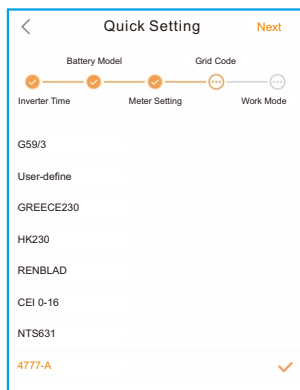 Quick Setting Next
Battery Model Grid Code
Inverter Time Meter Setting Work Mode
G59/3
User-define
GREECE230
HK230
RENBLAD
CEI 0-16
NTS631
4777-A